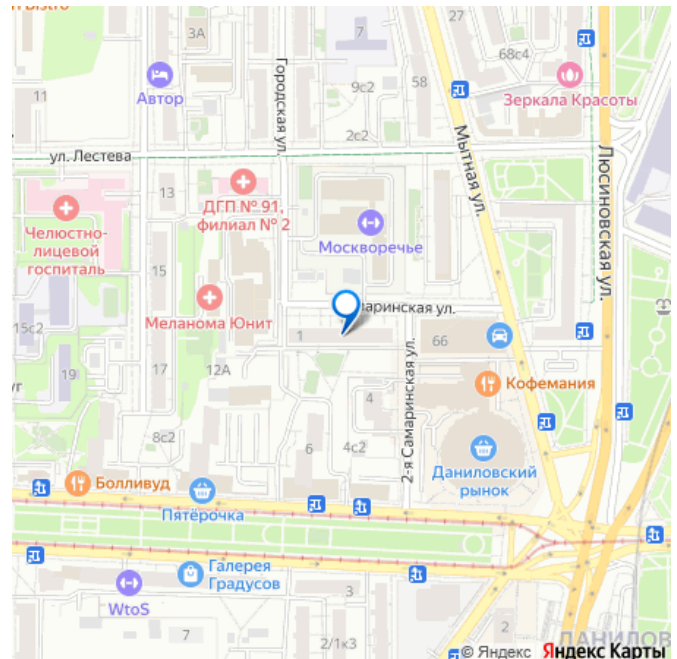 Bistro
27
3А
7
68с4
11
Автор
Городская ул.
9с2
58
Зеркала Красоты
2с2
Мытная ул.
Люсиновская ул.
ул. Лестева
13
ДГП № 91,
филиал № 2
Челюстно-
лицевой
госпиталь
Москворечье
15
15с2
Меланома Юнит
маринская ул.
1
66
19
17
12А
Кофемания
4
2-я Самаринская ул.
8с2
6
4с2
Даниловский
рынок
Болливуд
Пятёрочка
Галерея
Градусов
WtoS
3
7
2/1к3
2
ДАНИЛОВ
© Яндекс Яндекс Карты